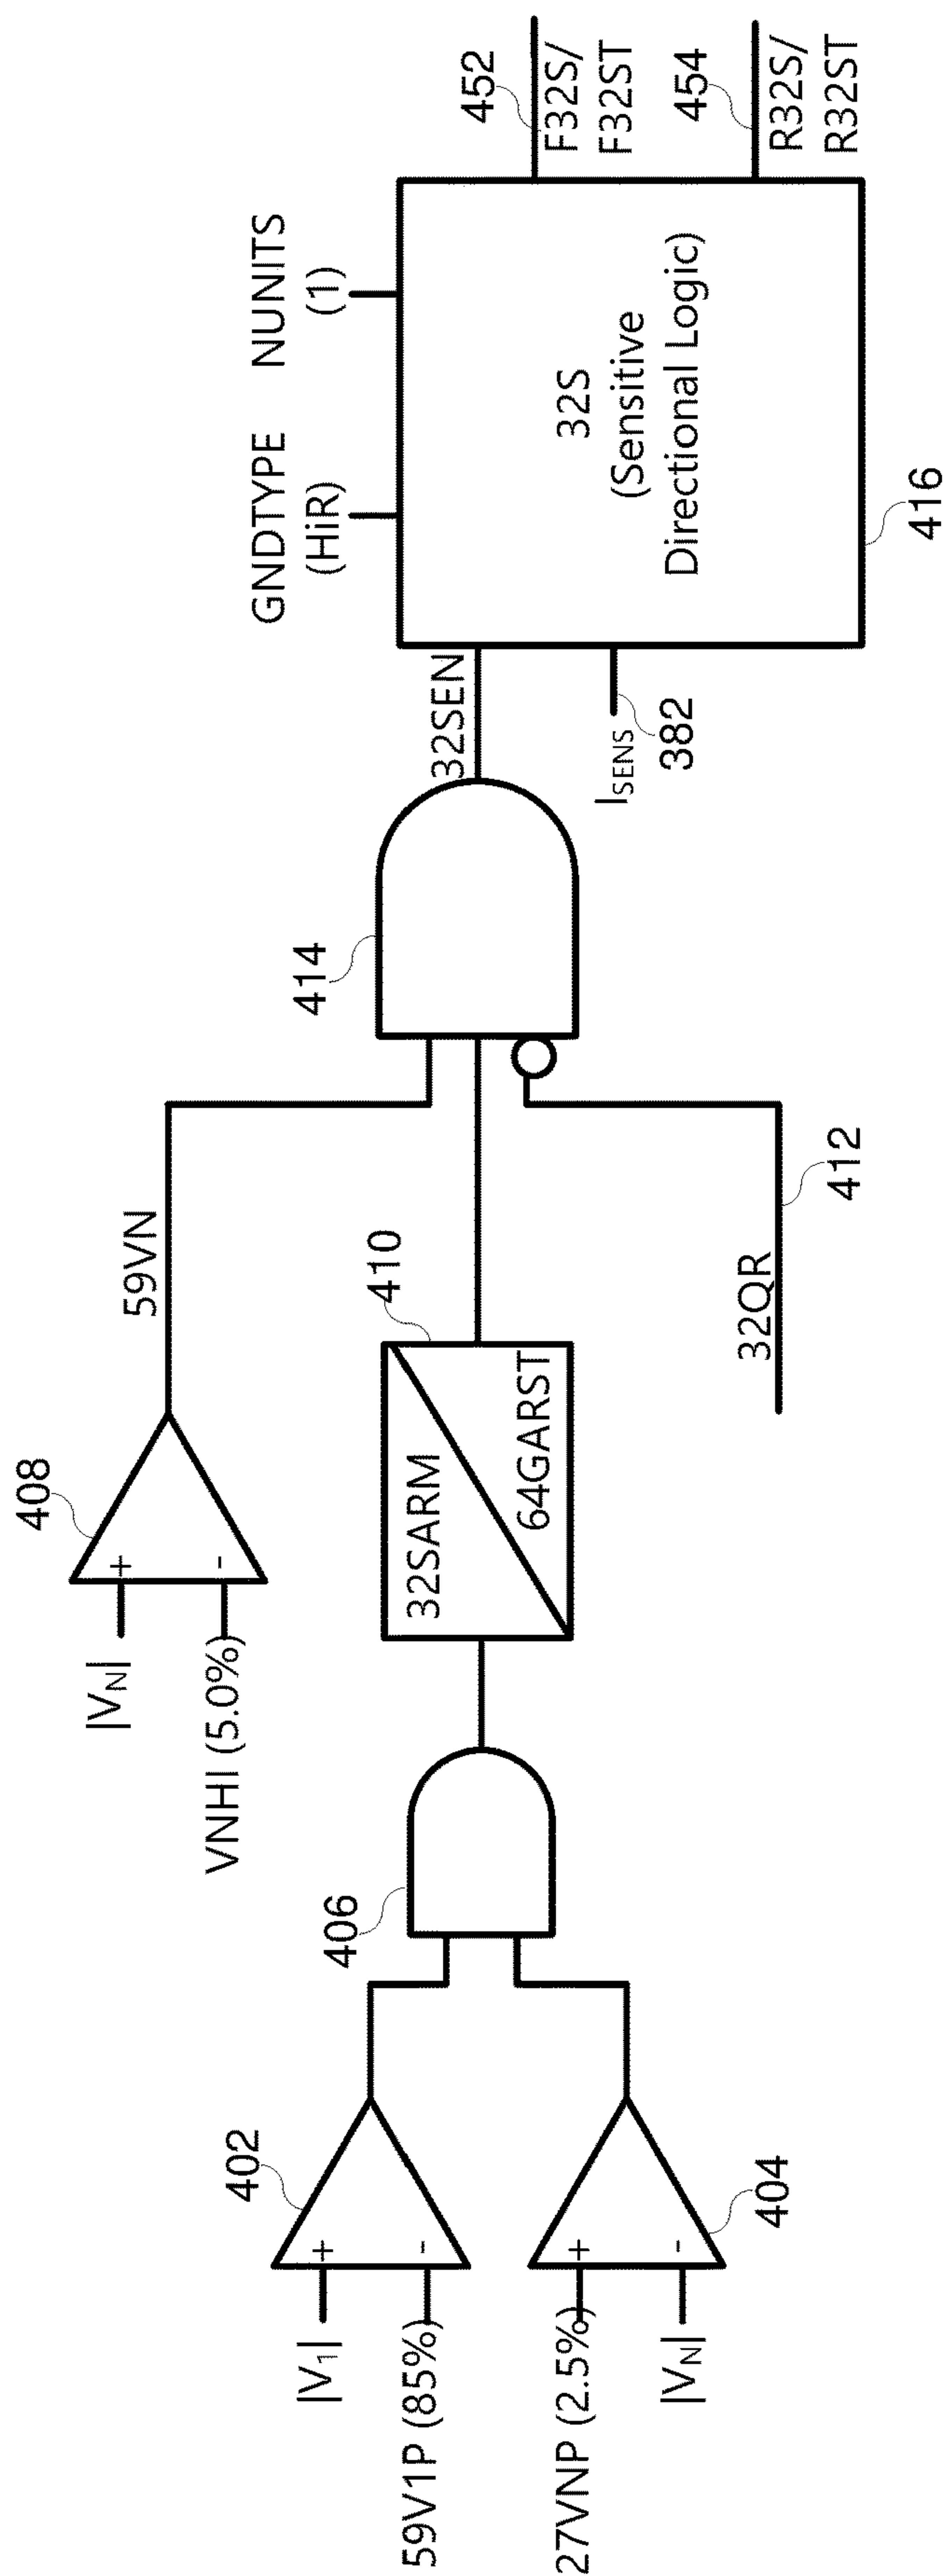 402
|V₁|
59V1P (85%)
27VNP (2.5%)
|V_N|
404
406
408
|V_N|
VNHI (5.0%)
+
-
+
-
+
-
59VN
32SARM
64GARST
410
32QR
412
414
32SEN
I_SENS
382
GNDTYPE
(HiR)
NUNITS
(1)
32S
(Sensitive
Directional Logic)
416
452
F32S/
F32ST
454
R32S/
R32ST